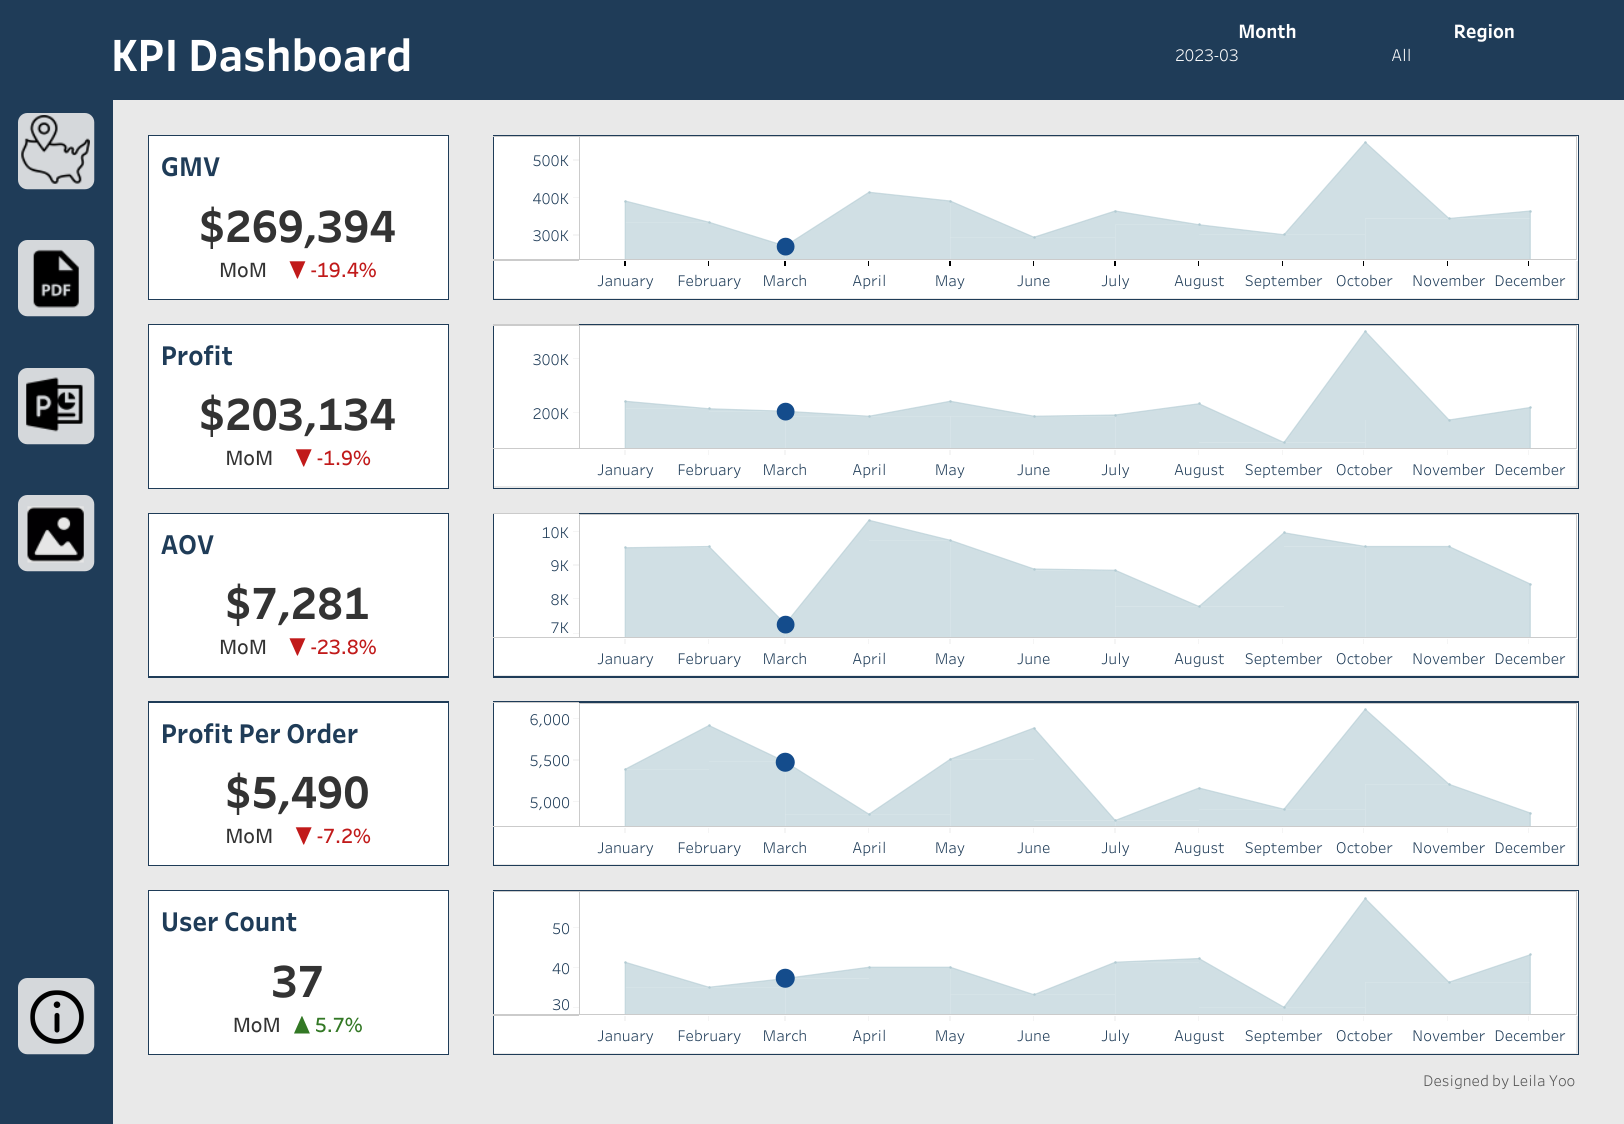 KPI Dashboard
Month
Region
2023-03
All
PDF
P
GMV
$269,394
MoM ▼ -19.4%
500K
400K
300K
January February March April May June July August September October November December
Profit
$203,134
MoM ▼ -1.9%
300K
200K
January February March April May June July August September October November December
AOV
$7,281
MoM ▼ -23.8%
10K
9K
8K
7K
January February March April May June July August September October November December
Profit Per Order
$5,490
MoM ▼ -7.2%
6,000
5,500
5,000
January February March April May June July August September October November December
User Count
37
MoM ▲ 5.7%
50
40
30
January February March April May June July August September October November December
Designed by Leila Yoo